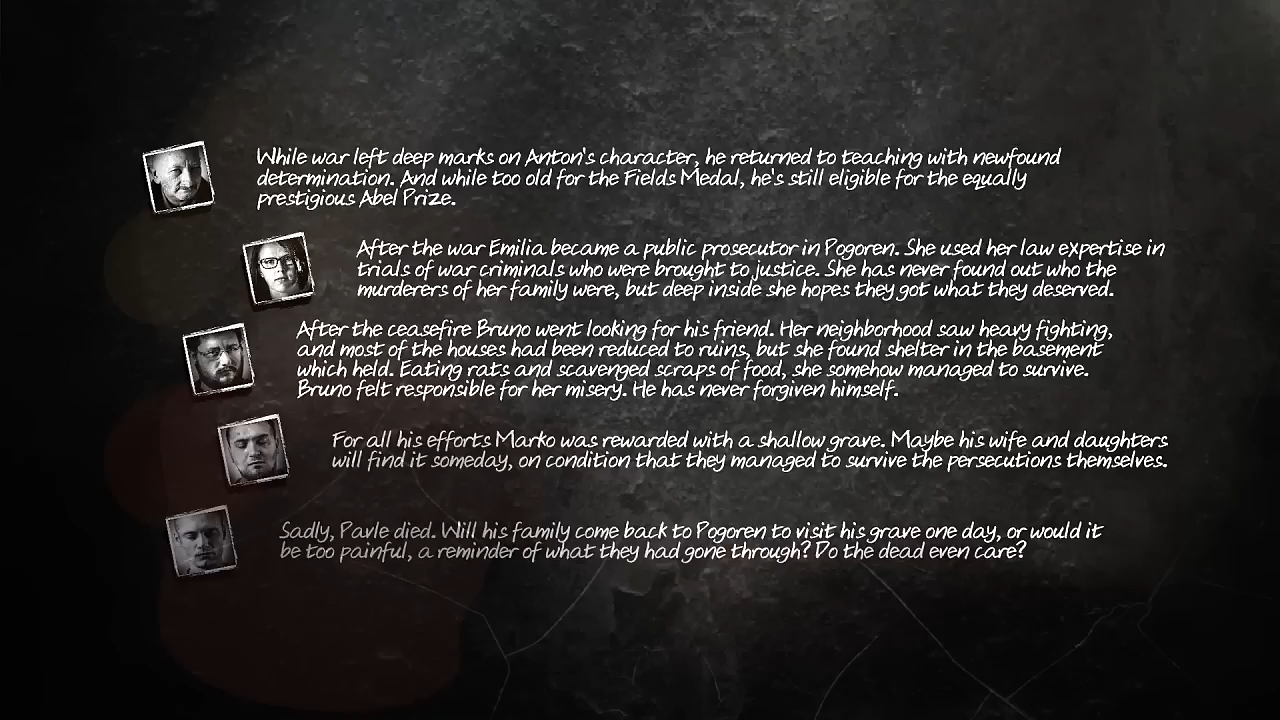 While war left deep marks on Anton's character, he returned to teaching with newfound
determination. And while too old for the Fields Medal, he's still eligible for the equally
prestigious Abel Prize.
After the war Emilia became a public prosecutor in Pogoren. She used her law expertise in
trials of war criminals who were brought to justice. She has never found out who the
murderers of her family were, but deep inside she hopes they got what they deserved.
After the ceasefire Bruno went looking for his friend. Her neighborhood saw heavy fighting,
and most of the houses had been reduced to ruins, but she found shelter in the basement
which held. Eating rats and scavenged scraps of food, she somehow managed to survive.
Bruno felt responsible for her misery. He has never forgiven himself.
For all his efforts Marko was rewarded with a shallow grave. Maybe his wife and daughters
will find it someday, on condition that they managed to survive the persecutions themselves.
Sadly, Pavle died. Will his family come back to Pogoren to visit his grave one day, or would it
be too painful, a reminder of what they had gone through? Do the dead even care?